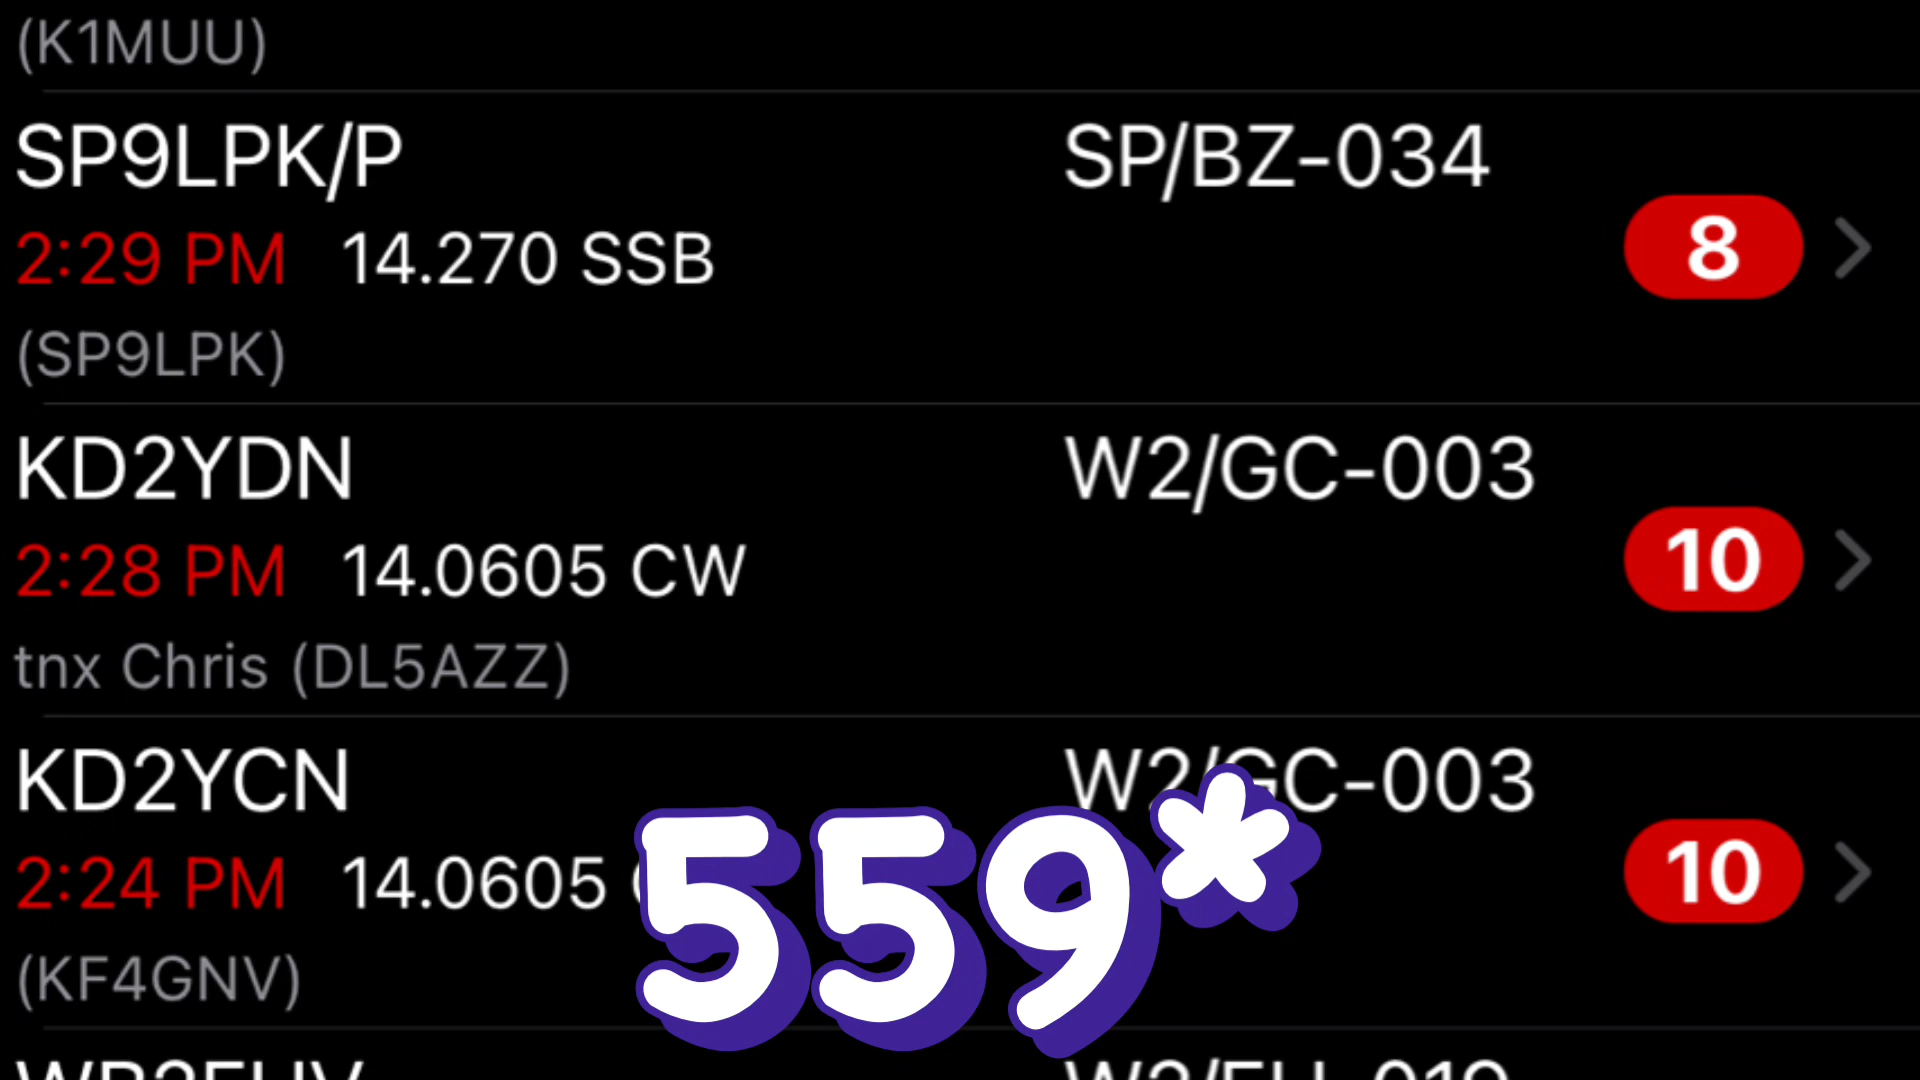 (K1MUU)
SP9LPK/P SP/BZ-034
2:29 PM 14.270 SSB 8
(SP9LPK)
KD2YDN W2/GC-003
2:28 PM 14.0605 CW 10
tnx Chris (DL5AZZ)
KD2YCN W2/GC-003
2:24 PM 14.0605 10
559*
(KF4GNV)